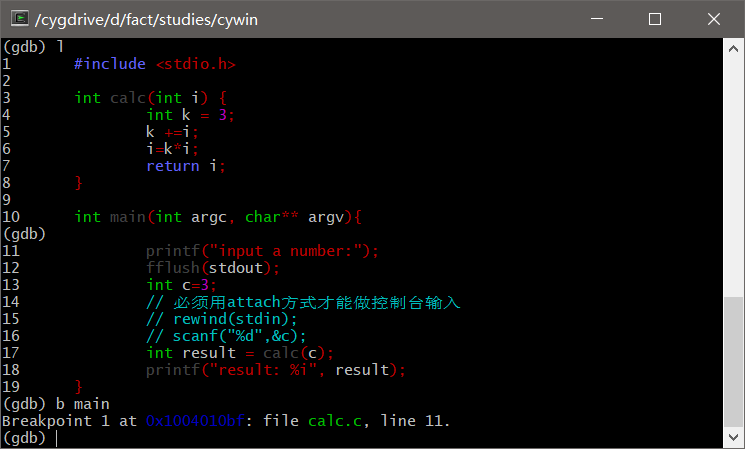 /cygdrive/d/fact/studies/cywin
(gdb) l
1       #include <stdio.h>
2
3       int calc(int i) {
4               int k = 3;
5               k +=i;
6               i=k*i;
7               return i;
8       }
9
10      int main(int argc, char** argv){
(gdb)
11              printf("input a number:");
12              fflush(stdout);
13              int c=3;
14              // 必须用attach方式才能做控制台输入
15              // rewind(stdin);
16              // scanf("%d",&c);
17              int result = calc(c);
18              printf("result: %i", result);
19      }
(gdb) b main
Breakpoint 1 at 0x1004010bf: file calc.c, line 11.
(gdb)